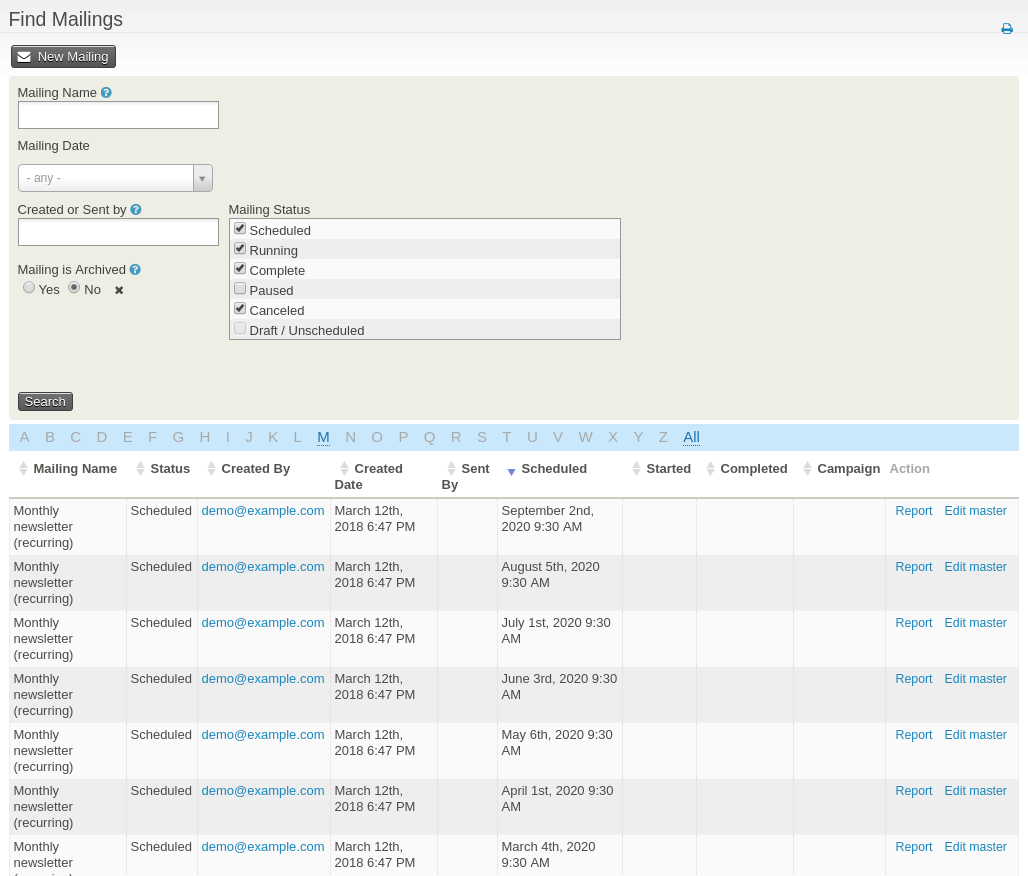 Find Mailings
New Mailing
Mailing Name
Mailing Date
- any -
Created or Sent by
Mailing Status
Scheduled
Running
Complete
Paused
Canceled
Draft / Unscheduled
Mailing is Archived
Yes No
Search
A B C D E F G H I J K L M N O P Q R S T U V W X Y Z All
Mailing Name Status Created By Created Sent Scheduled Started Completed Campaign Action
Date By
Monthly Scheduled demo@example.com March 12th, September 2nd, Report Edit master
newsletter 2018 6:47 PM 2020 9:30 AM
(recurring)
Monthly Scheduled demo@example.com March 12th, August 5th, 2020 Report Edit master
newsletter 2018 6:47 PM 9:30 AM
(recurring)
Monthly Scheduled demo@example.com March 12th, July 1st, 2020 9:30 Report Edit master
newsletter 2018 6:47 PM AM
(recurring)
Monthly Scheduled demo@example.com March 12th, June 3rd, 2020 9:30 Report Edit master
newsletter 2018 6:47 PM AM
(recurring)
Monthly Scheduled demo@example.com March 12th, May 6th, 2020 9:30 Report Edit master
newsletter 2018 6:47 PM AM
(recurring)
Monthly Scheduled demo@example.com March 12th, April 1st, 2020 9:30 Report Edit master
newsletter 2018 6:47 PM AM
(recurring)
Monthly Scheduled demo@example.com March 12th, March 4th, 2020 Report Edit master
newsletter 2018 6:47 PM 9:30 AM